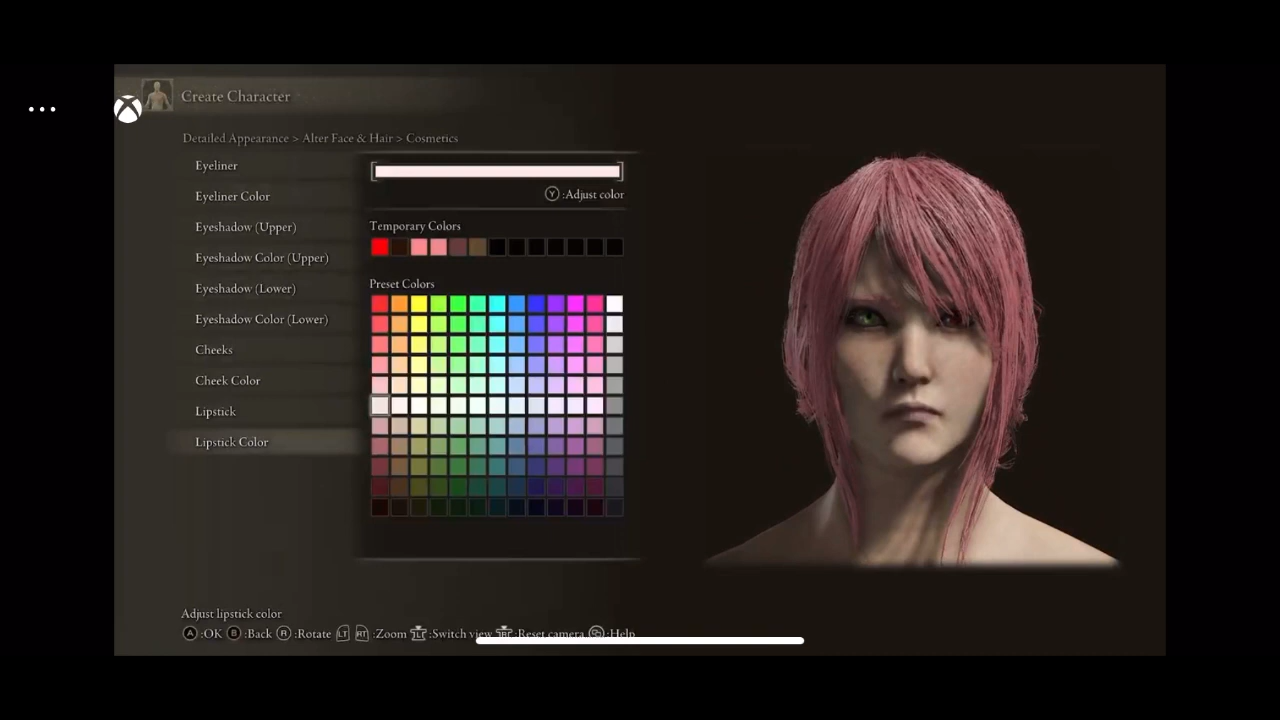 Create Character
Detailed Appearance > Alter Face & Hair > Cosmetics
Eyeliner
Eyeliner Color
Eyeshadow (Upper)
Eyeshadow Color (Upper)
Eyeshadow (Lower)
Eyeshadow Color (Lower)
Cheeks
Cheek Color
Lipstick
Lipstick Color
Y :Adjust color
Temporary Colors
Preset Colors
Adjust lipstick color
A :OK B :Back R :Rotate LT RT :Zoom :Switch view :Reset camera :Help